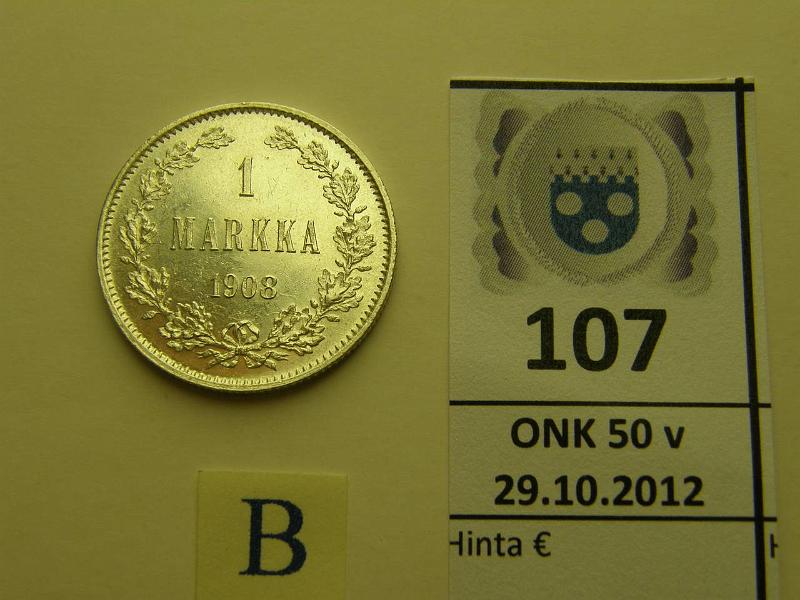 1
MARKKA
1908
B
107
ONK 50 v
29.10.2012
Hinta €